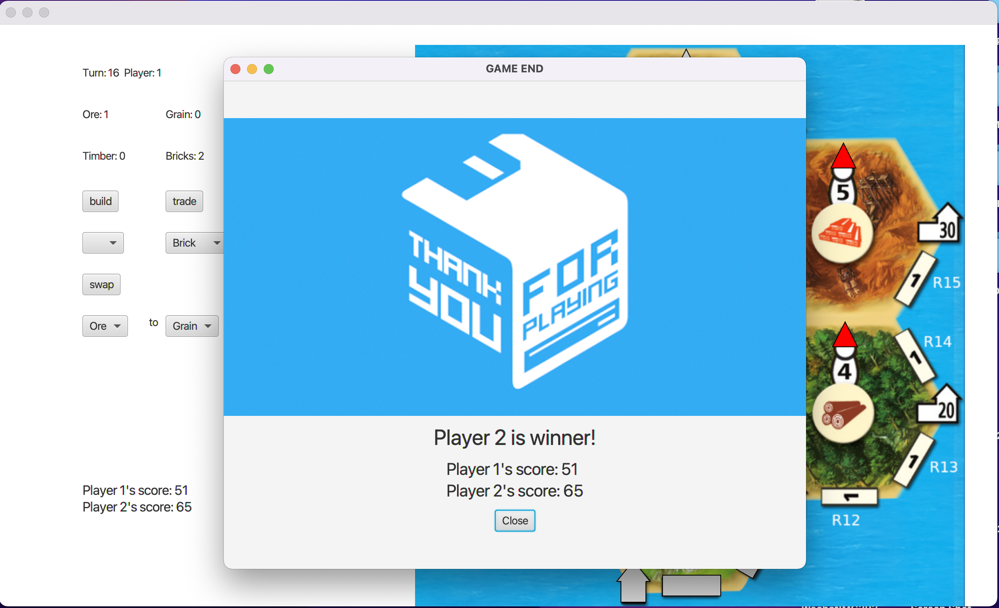 GAME END
Turn: 16 Player: 1
Ore: 1 Grain: 0
Timber: 0 Bricks: 2
build trade
Brick
swap
Ore to Grain
Player 1's score: 51
Player 2's score: 65
THANK
YOU
FOR
PLAYING
Player 2 is winner!
Player 1's score: 51
Player 2's score: 65
Close
5
30
1 R15
4
1 R14
20
1 R13
1
R12